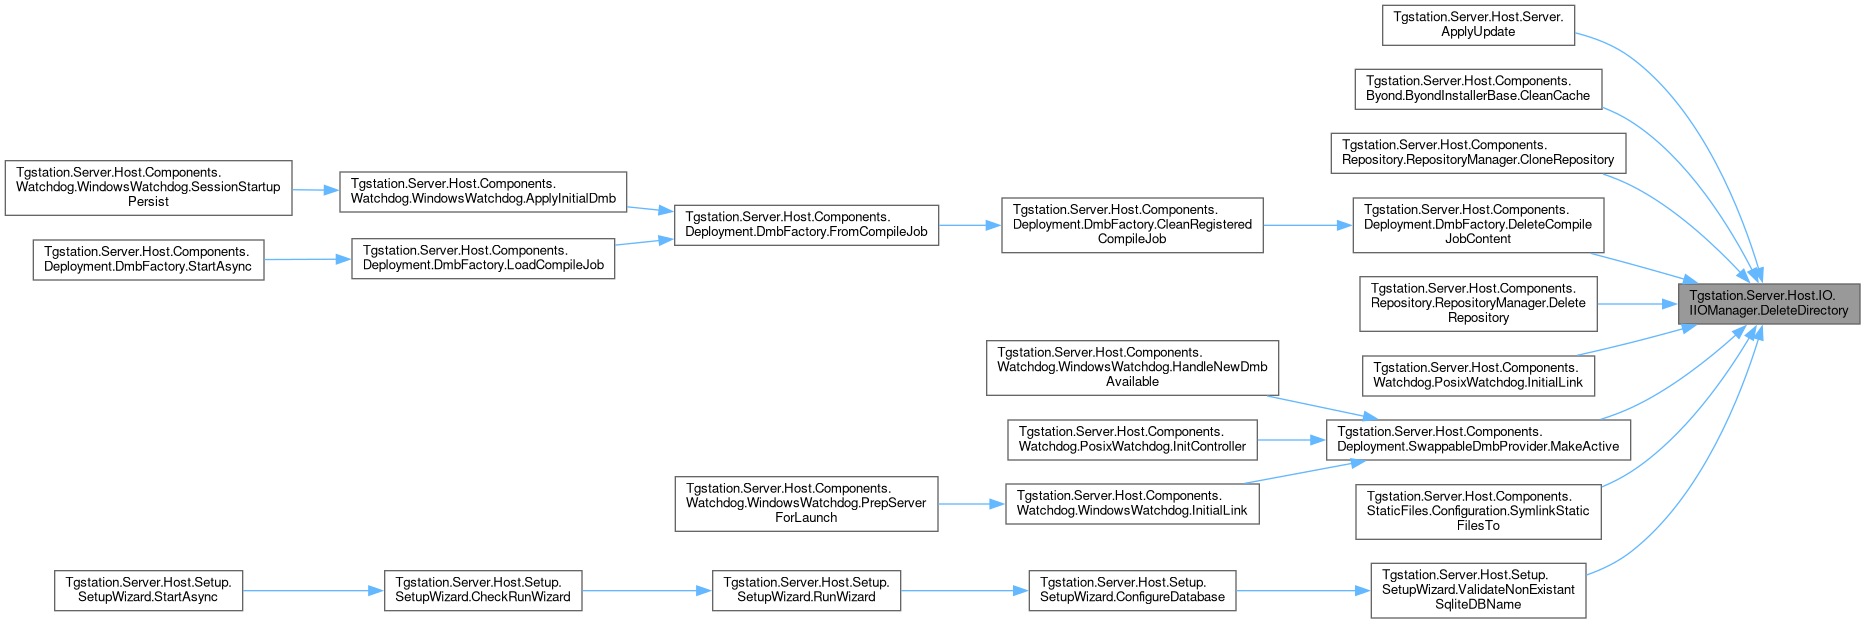 Tgstation.Server.Host.Server.
ApplyUpdate
Tgstation.Server.Host.Components.
Byond.ByondInstallerBase.CleanCache
Tgstation.Server.Host.Components.
Repository.RepositoryManager.CloneRepository
Tgstation.Server.Host.Components.
Watchdog.WindowsWatchdog.SessionStartup
Persist
Tgstation.Server.Host.Components.
Watchdog.WindowsWatchdog.ApplyInitialDmb
Tgstation.Server.Host.Components.
Deployment.DmbFactory.FromCompileJob
Tgstation.Server.Host.Components.
Deployment.DmbFactory.CleanRegistered
CompileJob
Tgstation.Server.Host.Components.
Deployment.DmbFactory.DeleteCompile
JobContent
Tgstation.Server.Host.Components.
Deployment.DmbFactory.StartAsync
Tgstation.Server.Host.Components.
Deployment.DmbFactory.LoadCompileJob
Tgstation.Server.Host.Components.
Repository.RepositoryManager.Delete
Repository
Tgstation.Server.Host.IO.
IIOManager.DeleteDirectory
Tgstation.Server.Host.Components.
Watchdog.WindowsWatchdog.HandleNewDmb
Available
Tgstation.Server.Host.Components.
Watchdog.PosixWatchdog.InitialLink
Tgstation.Server.Host.Components.
Watchdog.PosixWatchdog.InitController
Tgstation.Server.Host.Components.
Deployment.SwappableDmbProvider.MakeActive
Tgstation.Server.Host.Components.
Watchdog.WindowsWatchdog.PrepServer
ForLaunch
Tgstation.Server.Host.Components.
Watchdog.WindowsWatchdog.InitialLink
Tgstation.Server.Host.Components.
StaticFiles.Configuration.SymlinkStatic
FilesTo
Tgstation.Server.Host.Setup.
SetupWizard.StartAsync
Tgstation.Server.Host.Setup.
SetupWizard.CheckRunWizard
Tgstation.Server.Host.Setup.
SetupWizard.RunWizard
Tgstation.Server.Host.Setup.
SetupWizard.ConfigureDatabase
Tgstation.Server.Host.Setup.
SetupWizard.ValidateNonExistant
SqliteDBName